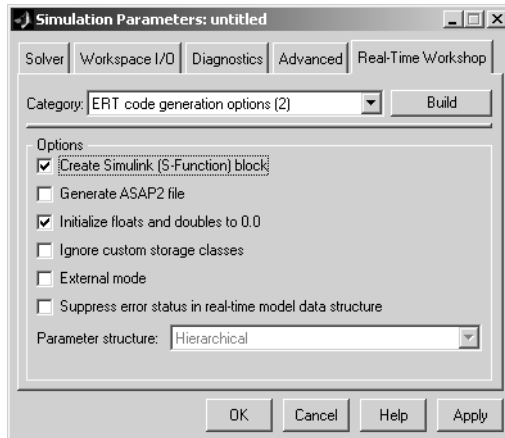 Simulation Parameters: untitled
Solver Workspace I/O Diagnostics Advanced Real-Time Workshop
Category: ERT code generation options (2) Build
Options
Create Simulink (S-Function) block
Generate ASAP2 file
Initialize floats and doubles to 0.0
Ignore custom storage classes
External mode
Suppress error status in real-time model data structure
Parameter structure: Hierarchical
OK Cancel Help Apply